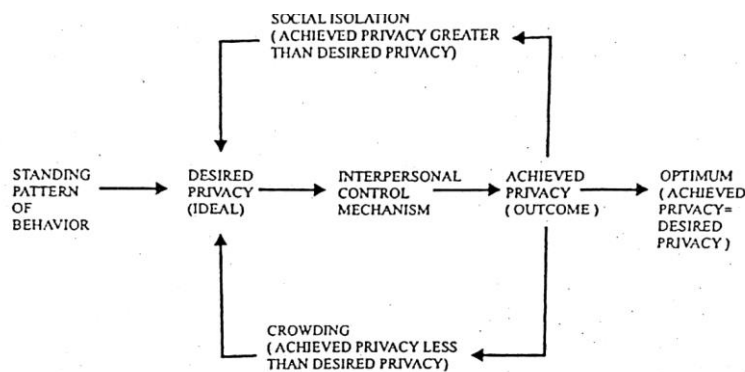 SOCIAL ISOLATION
( ACHIEVED PRIVACY GREATER
THAN DESIRED PRIVACY)
STANDING
PATTERN
OF
BEHAVIOR
DESIRED
PRIVACY
(IDEAL)
INTERPERSONAL
CONTROL
MECHANISM
ACHIEVED
PRIVACY
( OUTCOME )
OPTIMUM
( ACHIEVED
PRIVACY=
DESIRED
PRIVACY )
CROWDING
( ACHIEVED PRIVACY LESS
THAN DESIRED PRIVACY)